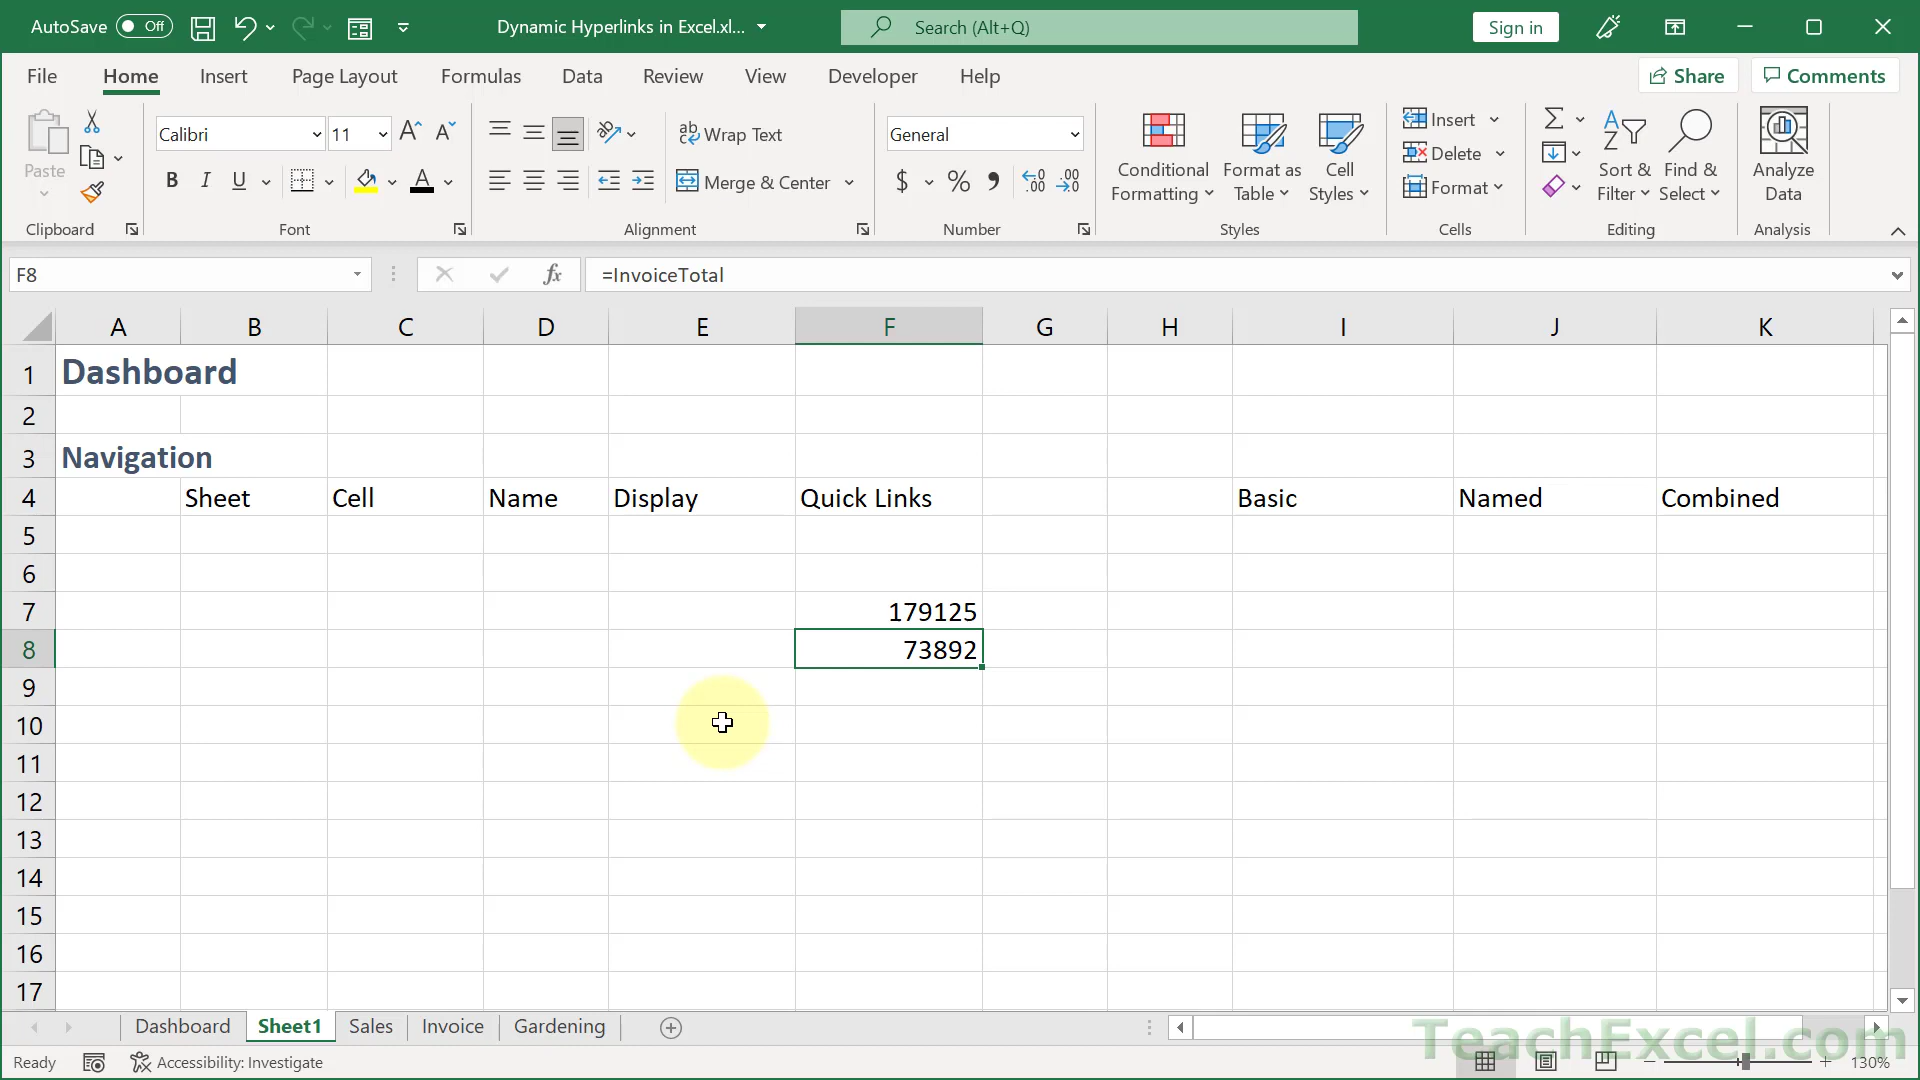 AutoSave Off Dynamic Hyperlinks in Excel.xl... Search (Alt+Q) Sign in
File Home Insert Page Layout Formulas Data Review View Developer Help Share Comments
Paste Calibri 11 Wrap Text General Conditional Formatting Format as Table Cell Styles Insert Sort & Filter Find & Select Analyze Data
Delete
B I U A Merge & Center $ % Format
Clipboard Font Alignment Number Styles Cells Editing Analysis
F8 fx =InvoiceTotal
A B C D E F G H I J K
1 Dashboard
2
3 Navigation
4 Sheet Cell Name Display Quick Links Basic Named Combined
5
6
7 179125
8 73892
9
10
11
12
13
14
15
16
17
Dashboard Sheet1 Sales Invoice Gardening
TeachExcel.com
Ready Accessibility: Investigate 130%